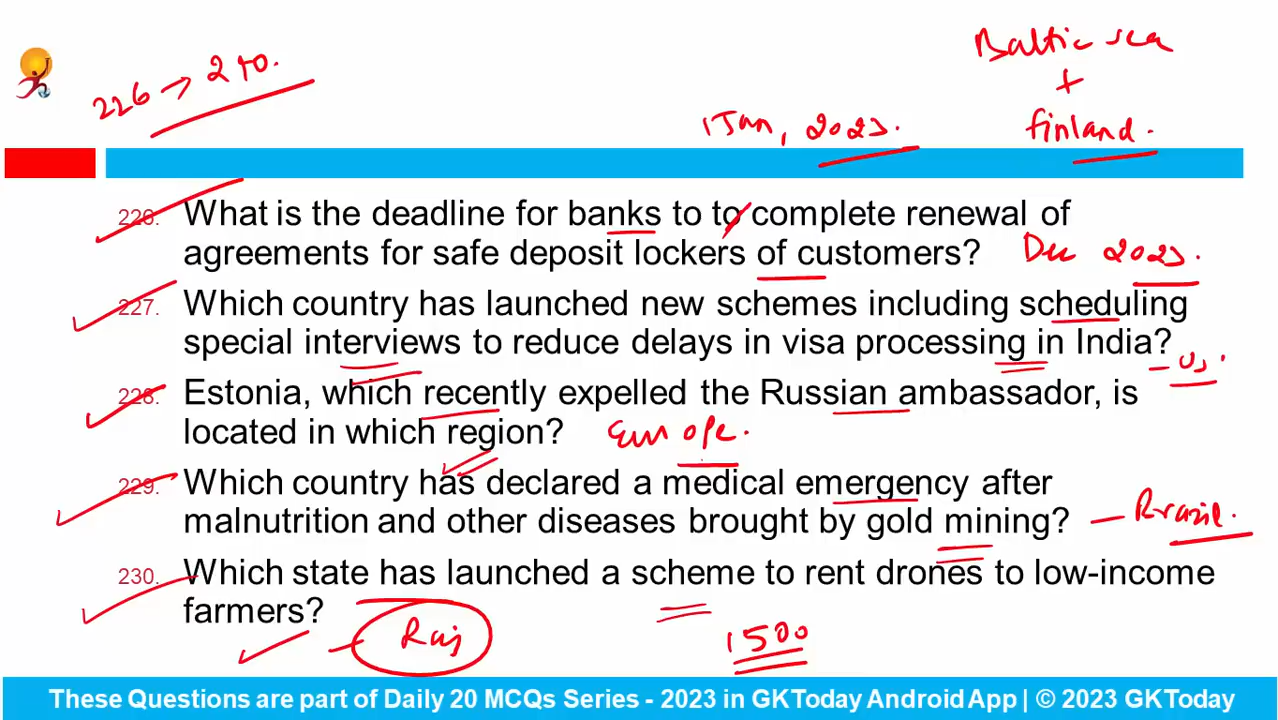 226 → 240.
Baltic sea
+
finland.
1 Jan, 2023.
226. What is the deadline for banks to to complete renewal of
agreements for safe deposit lockers of customers? Dec 2023.
227. Which country has launched new schemes including scheduling
special interviews to reduce delays in visa processing in India? - US.
228. Estonia, which recently expelled the Russian ambassador, is
located in which region? Europe.
229. Which country has declared a medical emergency after
malnutrition and other diseases brought by gold mining? - Brazil.
230. Which state has launched a scheme to rent drones to low-income
farmers? - Raj 1500
These Questions are part of Daily 20 MCQs Series - 2023 in GKToday Android App | © 2023 GKToday